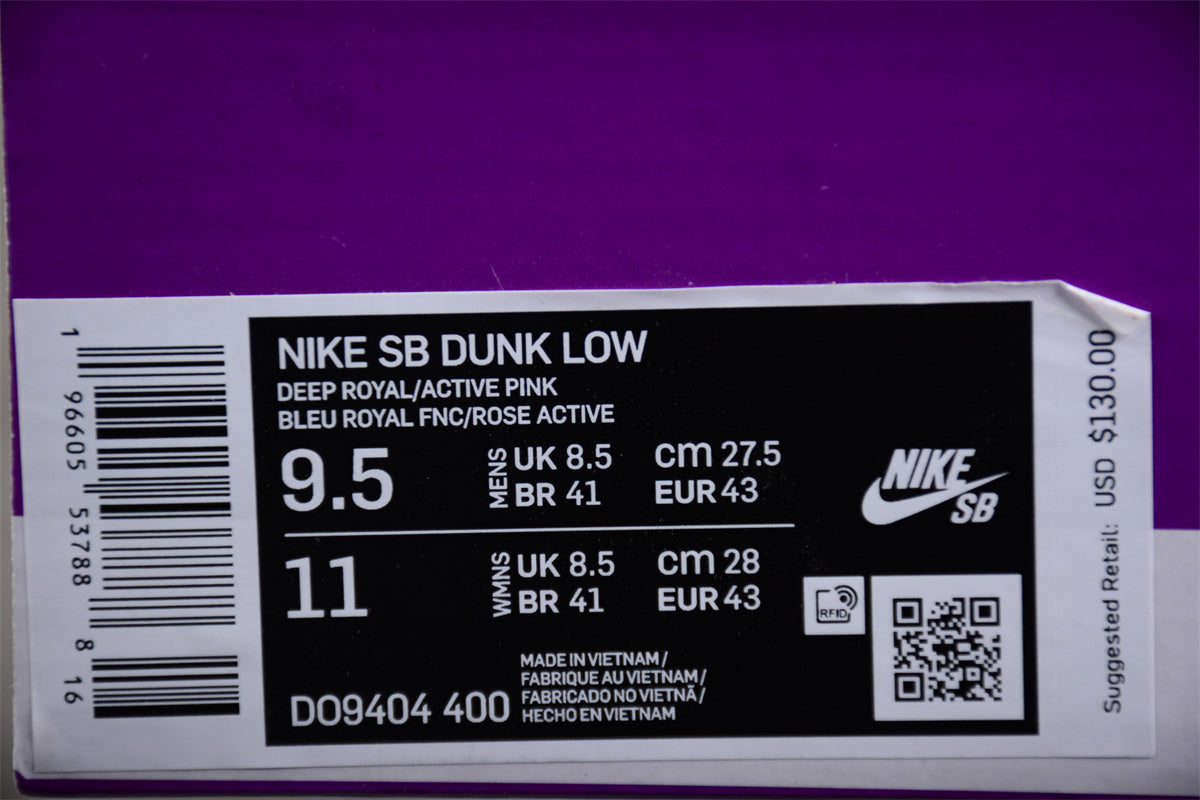 1 96605 53788 8 16
NIKE SB DUNK LOW
DEEP ROYAL/ACTIVE PINK
BLEU ROYAL FNC/ROSE ACTIVE
9.5 MENS UK 8.5 cm 27.5
BR 41 EUR 43
11 WMNS UK 8.5 cm 28
BR 41 EUR 43
NIKE
SB
RFID
DO9404 400
MADE IN VIETNAM /
FABRIQUE AU VIETNAM /
FABRICADO NO VIETNÃ /
HECHO EN VIETNAM
Suggested Retail: USD $130.00